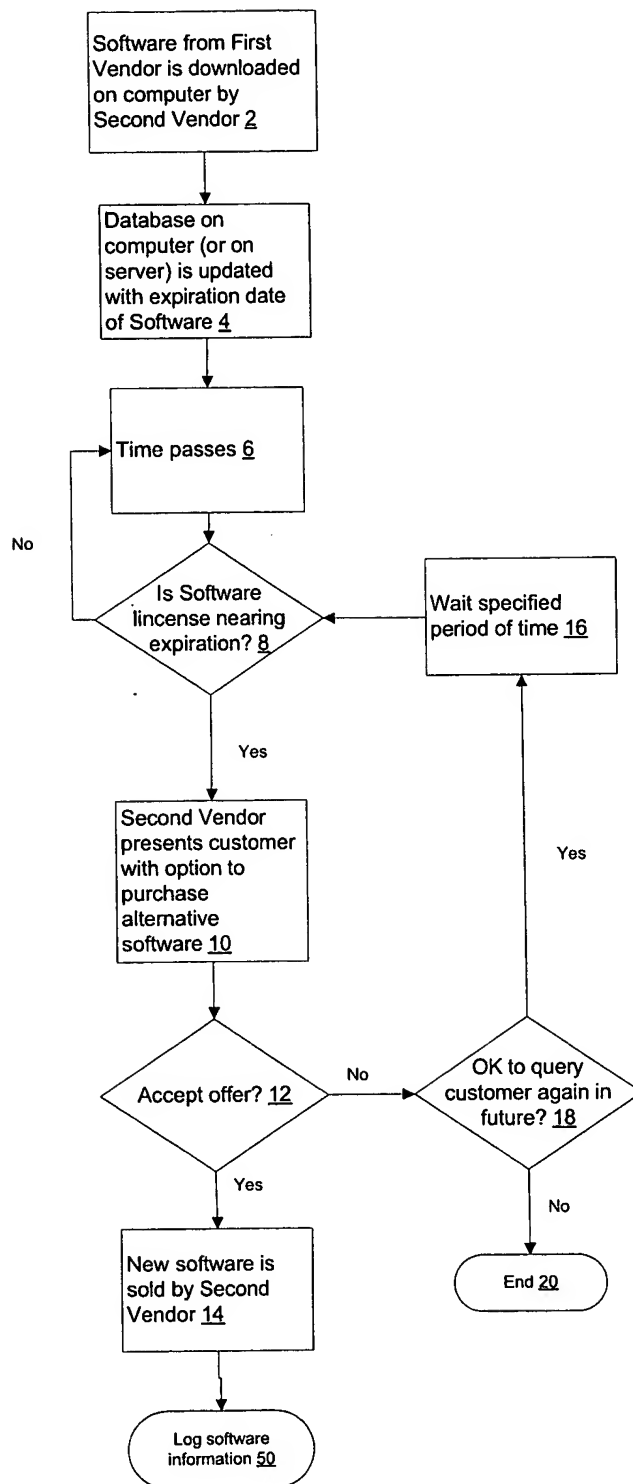 Software from First
Vendor is downloaded
on computer by
Second Vendor 2
Database on
computer (or on
server) is updated
with expiration date
of Software 4
Time passes 6
No
Is Software
lincense nearing
expiration? 8
Wait specified
period of time 16
Yes
Second Vendor
presents customer
with option to
purchase
alternative
software 10
Yes
Accept offer? 12
No
OK to query
customer again in
future? 18
Yes
No
New software is
sold by Second
Vendor 14
End 20
Log software
information 50